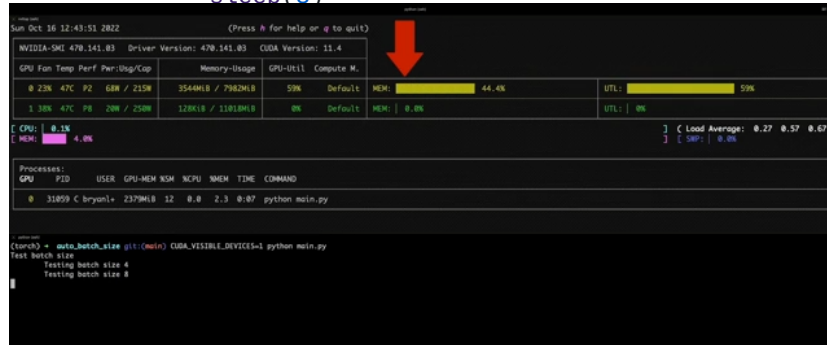 Sun Oct 16 12:43:51 2022 (Press h for help or q to quit)
NVIDIA-SMI 470.141.03 Driver Version: 470.141.03 CUDA Version: 11.4
GPU Fan Temp Perf Pwr:Usg/Cap Memory-Usage GPU-Util Compute M.
0 23% 47C P2 68W / 215W 3544MiB / 7982MiB 59% Default MEM: 44.4% UTL: 59%
1 38% 47C P8 20W / 250W 128KiB / 11018MiB 0% Default MEM: 0.0% UTL: 0%
[ CPU: 0.1% ] ( Load Average: 0.27 0.57 0.67
[ MEM: 4.0% ] [ SWP: 0.0%
Processes:
GPU PID USER GPU-MEM %SM %CPU %MEM TIME COMMAND
0 31059 C bryanl+ 2379MiB 12 0.0 2.3 0:07 python main.py
(torch) → auto_batch_size git:(main) CUDA_VISIBLE_DEVICES=1 python main.py
Test batch size
Testing batch size 4
Testing batch size 8